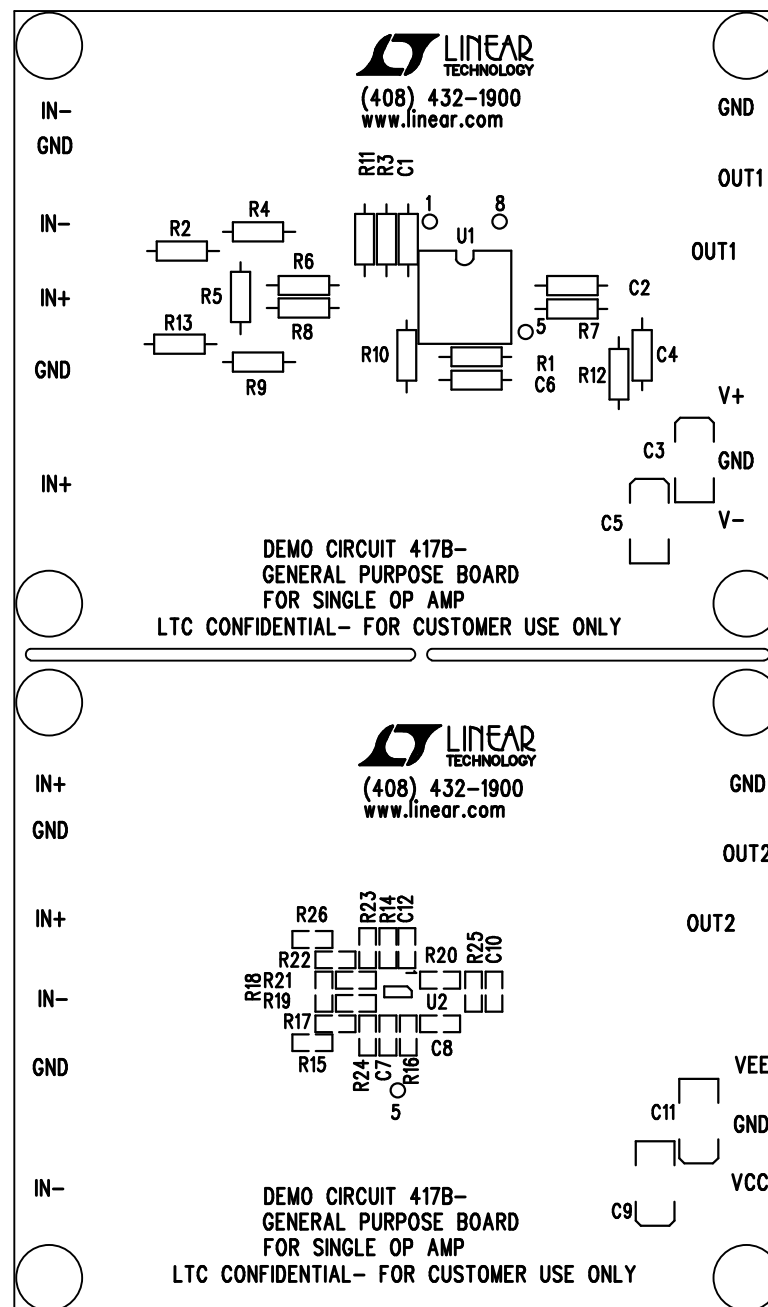 LINEAR
TECHNOLOGY
(408) 432-1900
www.linear.com
IN-
GND
GND
R11
R3
C1
OUT1
1
8
R4
IN-
R2
U1
OUT1
R6
R5
IN+
C2
R13
R8
5
R7
R10
R1
C4
GND
R9
R12
C6
V+
C3
GND
IN+
C5
V-
DEMO CIRCUIT 417B-
GENERAL PURPOSE BOARD
FOR SINGLE OP AMP
LTC CONFIDENTIAL- FOR CUSTOMER USE ONLY
LINEAR
TECHNOLOGY
(408) 432-1900
www.linear.com
IN+
GND
GND
OUT2
R23
R14
C12
IN+
R26
OUT2
R25
C10
R22
R20
1
R18
R21
IN-
R19
U2
R17
C8
R15
R24
C7
R16
GND
VEE
5
C11
GND
IN-
VCC
C9
DEMO CIRCUIT 417B-
GENERAL PURPOSE BOARD
FOR SINGLE OP AMP
LTC CONFIDENTIAL- FOR CUSTOMER USE ONLY